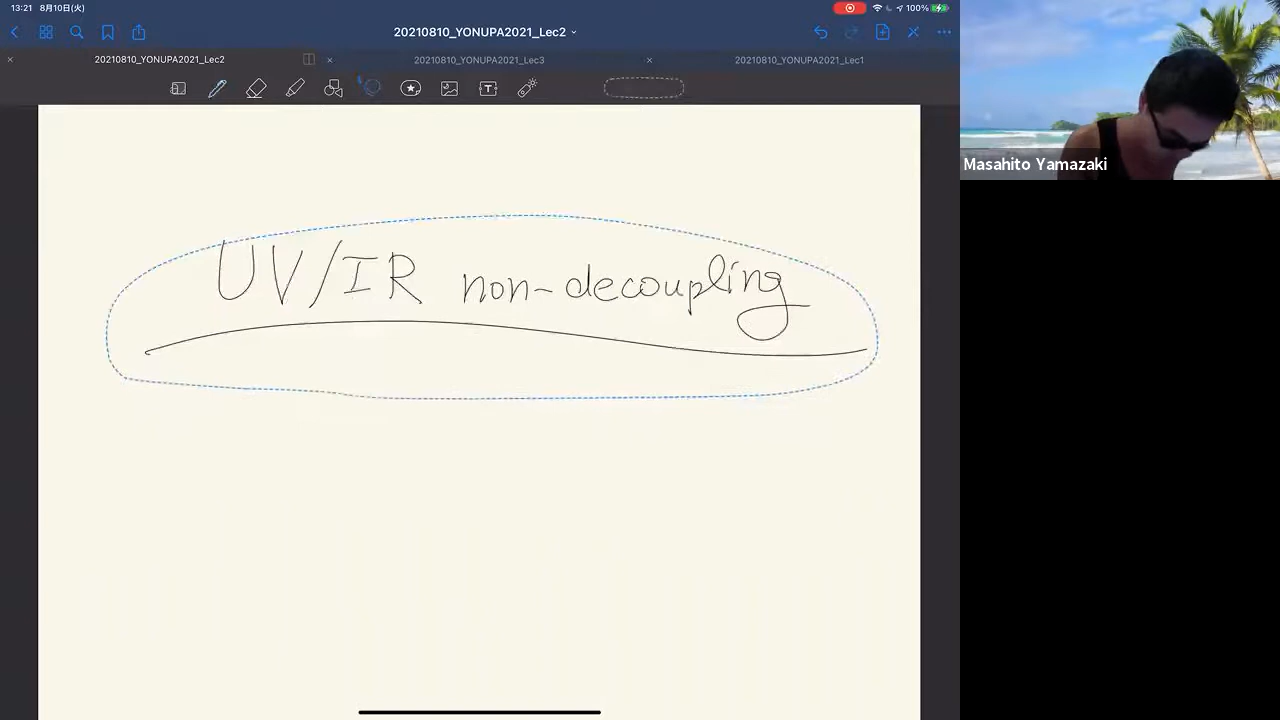 13:21 8月10日(火)
100%
20210810_YONUPA2021_Lec2
20210810_YONUPA2021_Lec2
20210810_YONUPA2021_Lec3
20210810_YONUPA2021_Lec1
T
UV/IR non-decoupling
Masahito Yamazaki